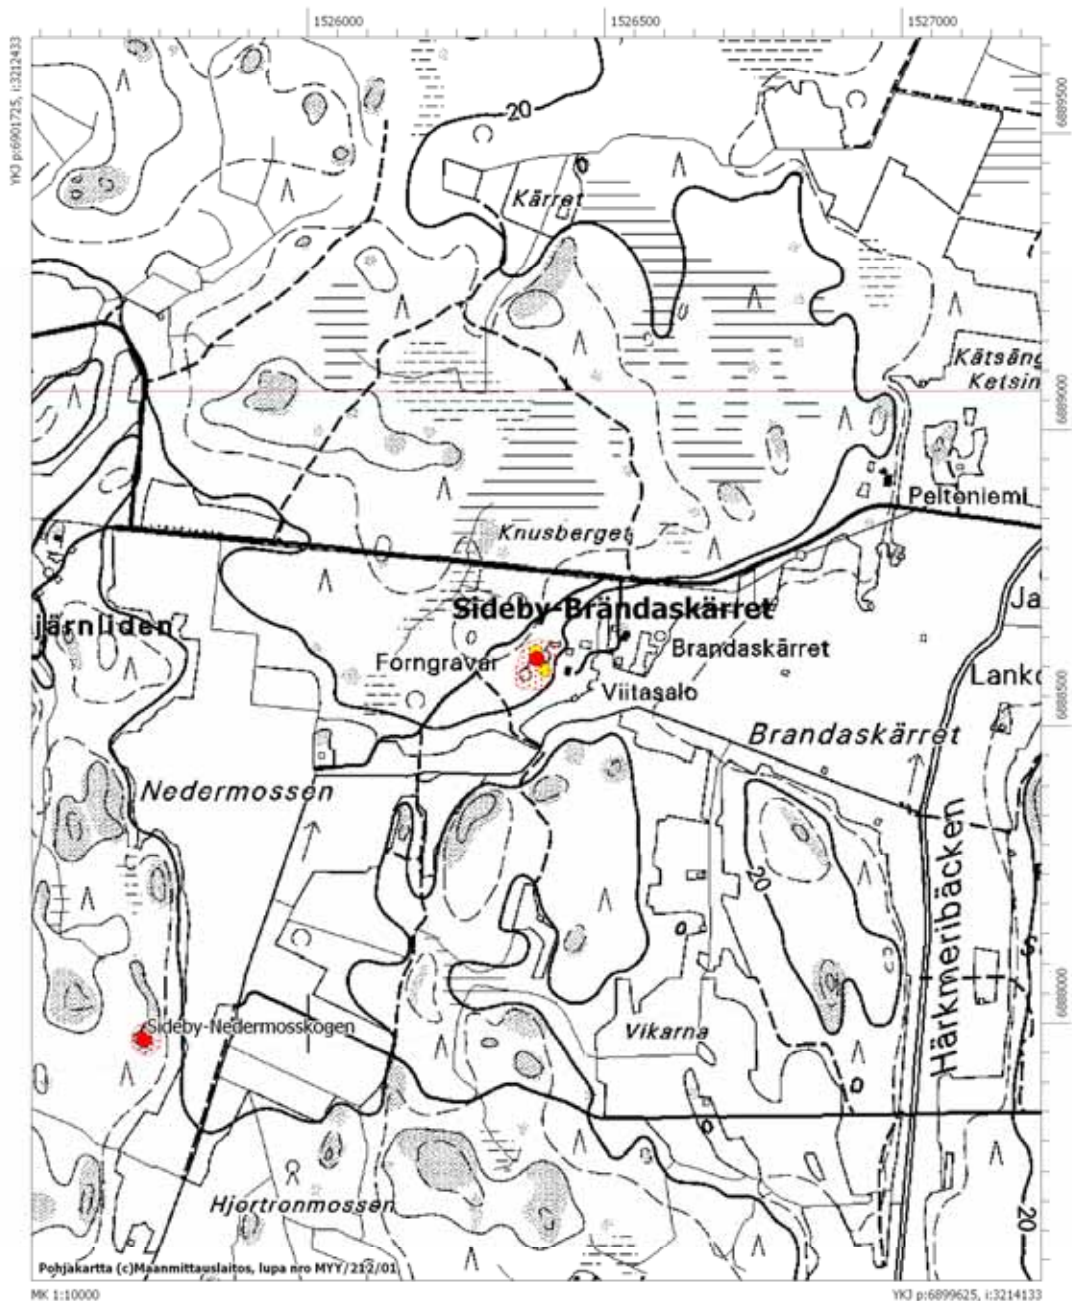 1526000
1526500
1527000
YKJ p:6901725, i:3212433
6889500
20
Kärret
Kätsäng
Ketsin
6889000
Peltoniemi
Knusberget
Sideby-Brändaskärret
Ja
järnliden
Forngravar
Brandaskärret
Lanko
Viitasalo
6888500
Brandaskärret
Nedermossen
Härkmeribäcken
20
S
6888000
Sideby-Nedermosskogen
Vikarna
Hjortronmossen
20
Pohjakartta (c)Maanmittauslaitos, lupa nro MYY/212/01
MK 1:10000
YKJ p:6899625, i:3214133